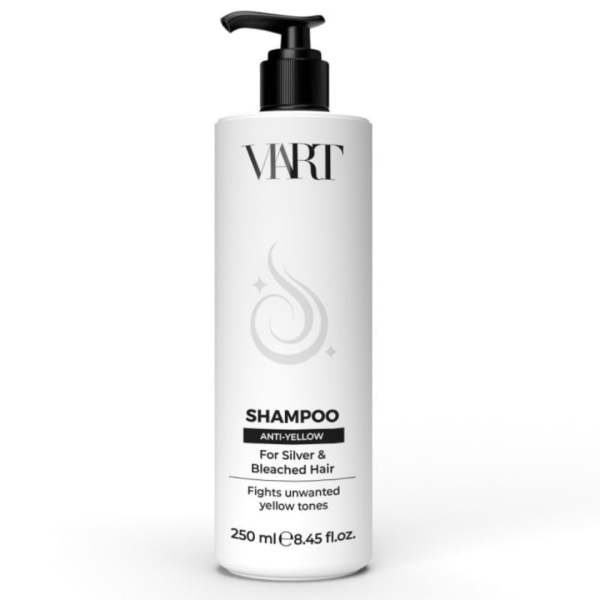 VIART
SHAMPOO
ANTI-YELLOW
For Silver &
Bleached Hair
Fights unwanted
yellow tones
250 ml ℮ 8.45 fl.oz.